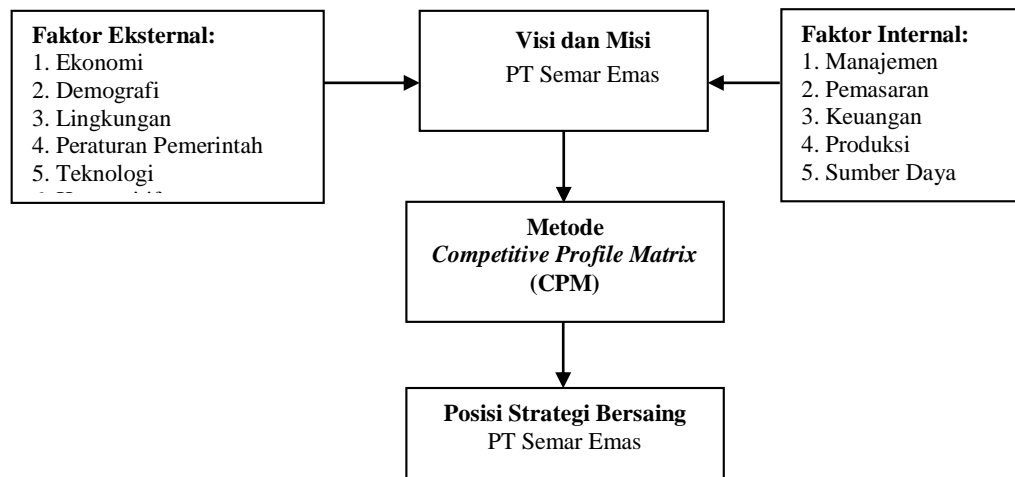 Faktor Eksternal:
1. Ekonomi
2. Demografi
3. Lingkungan
4. Peraturan Pemerintah
5. Teknologi
Visi dan Misi
PT Semar Emas
Faktor Internal:
1. Manajemen
2. Pemasaran
3. Keuangan
4. Produksi
5. Sumber Daya
Metode
Competitive Profile Matrix
(CPM)
Posisi Strategi Bersaing
PT Semar Emas